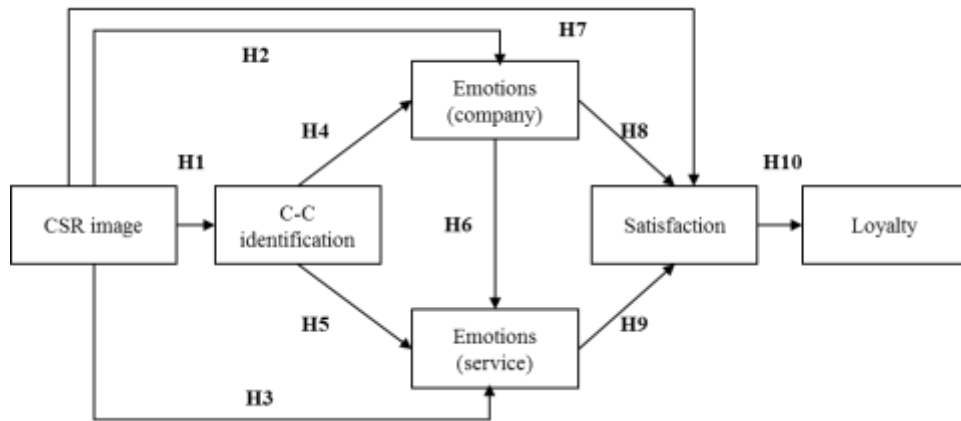 H7
H2
Emotions
(company)
H4
H8
H1
H10
CSR image
C-C
identification
H6
Satisfaction
Loyalty
H5
H9
Emotions
(service)
H3